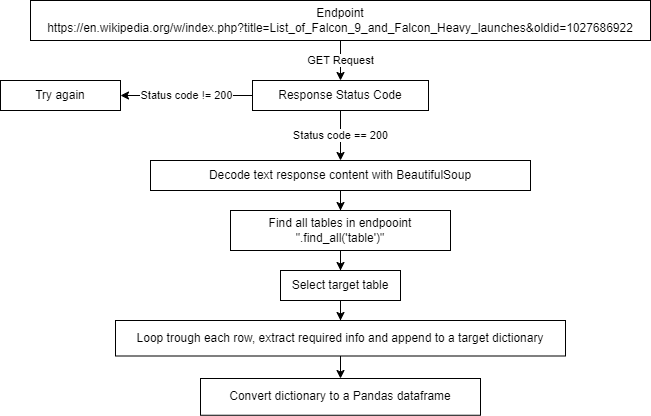 Endpoint
https://en.wikipedia.org/w/index.php?title=List_of_Falcon_9_and_Falcon_Heavy_launches&oldid=1027686922
GET Request
Try again
Status code != 200
Response Status Code
Status code == 200
Decode text response content with BeautifulSoup
Find all tables in endpooint
".find_all('table')"
Select target table
Loop trough each row, extract required info and append to a target dictionary
Convert dictionary to a Pandas dataframe